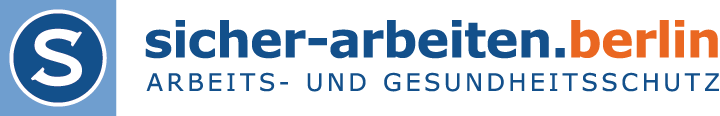 S
sicher-arbeiten.berlin
ARBEITS- UND GESUNDHEITSSCHUTZ